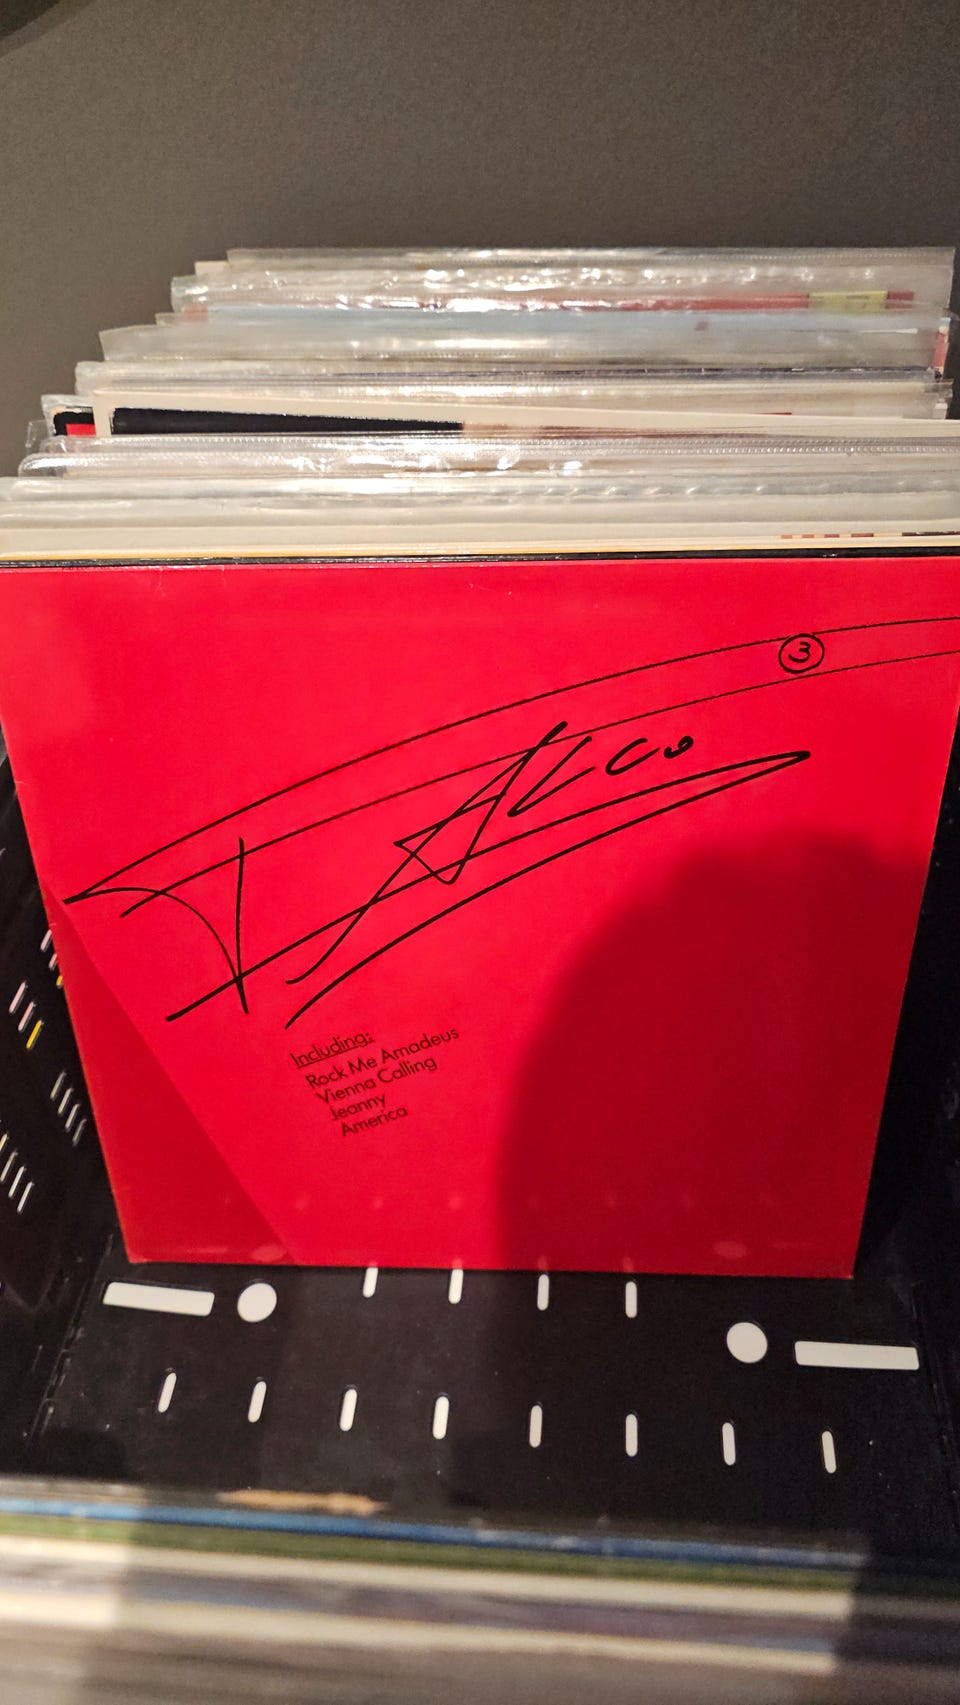 3
Falco
Including:
Rock Me Amadeus
Vienna Calling
Jeanny
America